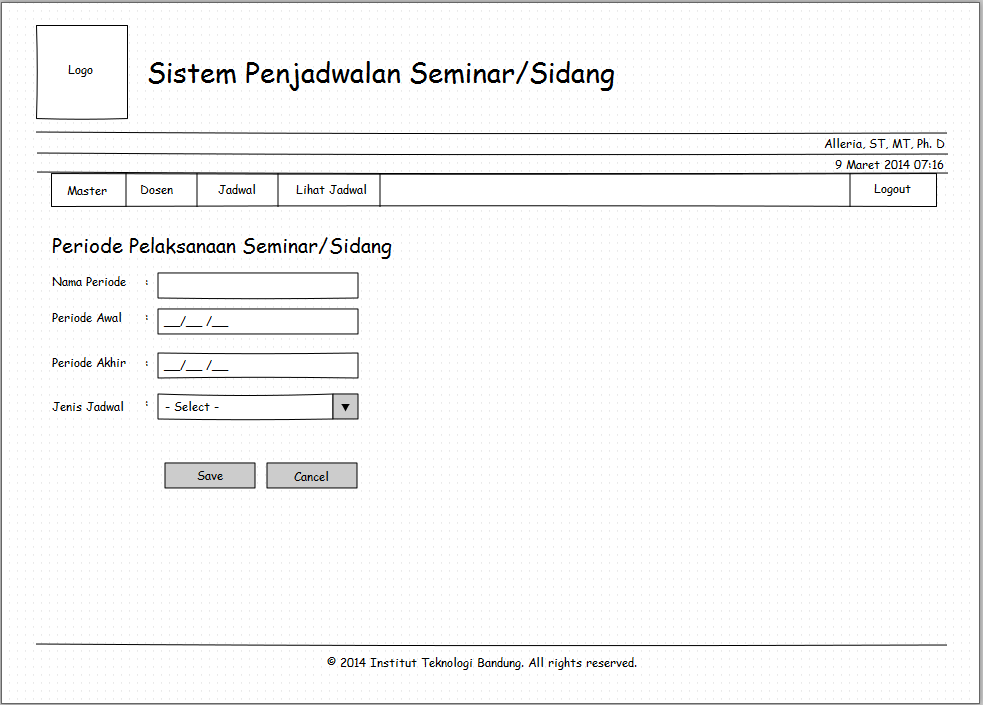 Logo
Sistem Penjadwalan Seminar/Sidang
Alleria, ST, MT, Ph. D
9 Maret 2014 07:16
Master Dosen Jadwal Lihat Jadwal Logout
Periode Pelaksanaan Seminar/Sidang
Nama Periode :
Periode Awal : __/__ /__
Periode Akhir : __/__ /__
Jenis Jadwal : - Select - ▼
Save Cancel
© 2014 Institut Teknologi Bandung. All rights reserved.